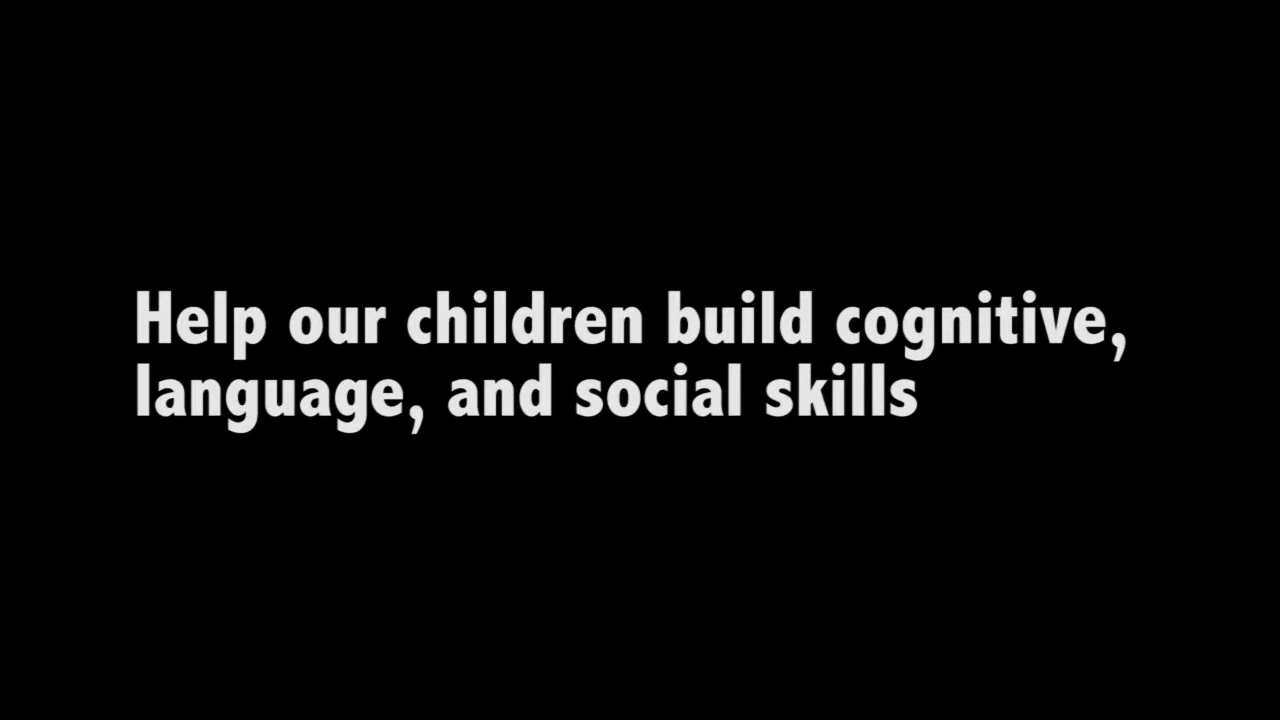 Help our children build cognitive,
language, and social skills